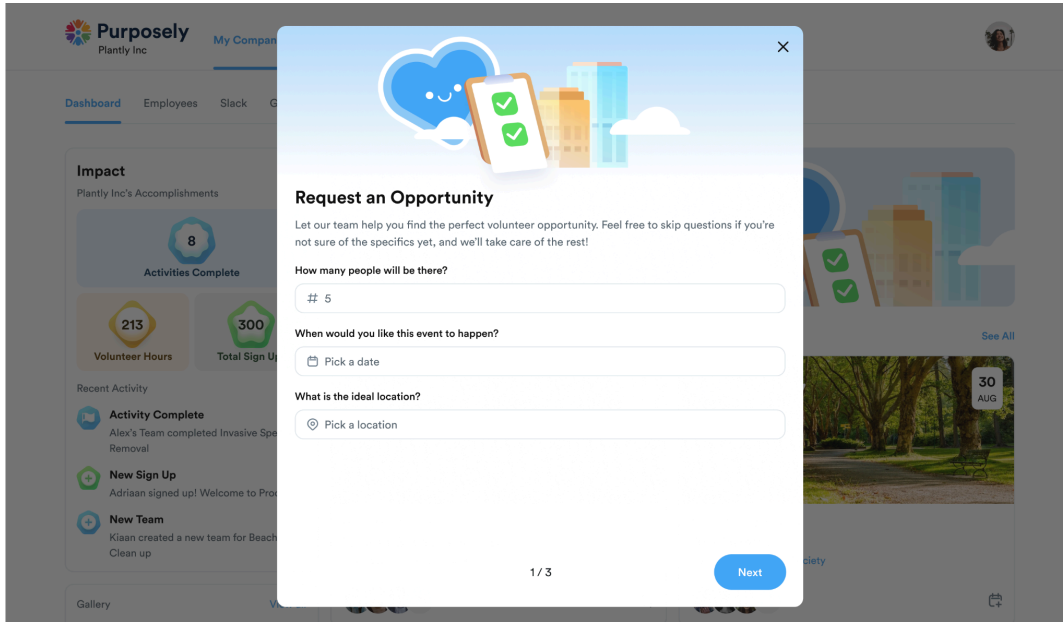 Purposely
Plantly Inc
My Compan
Dashboard Employees Slack G
Impact
Plantly Inc's Accomplishments
8
Activities Complete
213
Volunteer Hours
300
Total Sign U
Recent Activity
Activity Complete
Alex's Team completed Invasive Spe
Removal
New Sign Up
Adriaan signed up! Welcome to Pro
New Team
Kiaan created a new team for Beach
Clean up
Gallery
Request an Opportunity
Let our team help you find the perfect volunteer opportunity. Feel free to skip questions if you're
not sure of the specifics yet, and we'll take care of the rest!
How many people will be there?
# 5
When would you like this event to happen?
Pick a date
What is the ideal location?
Pick a location
1 / 3
Next
See All
30
AUG
ciety